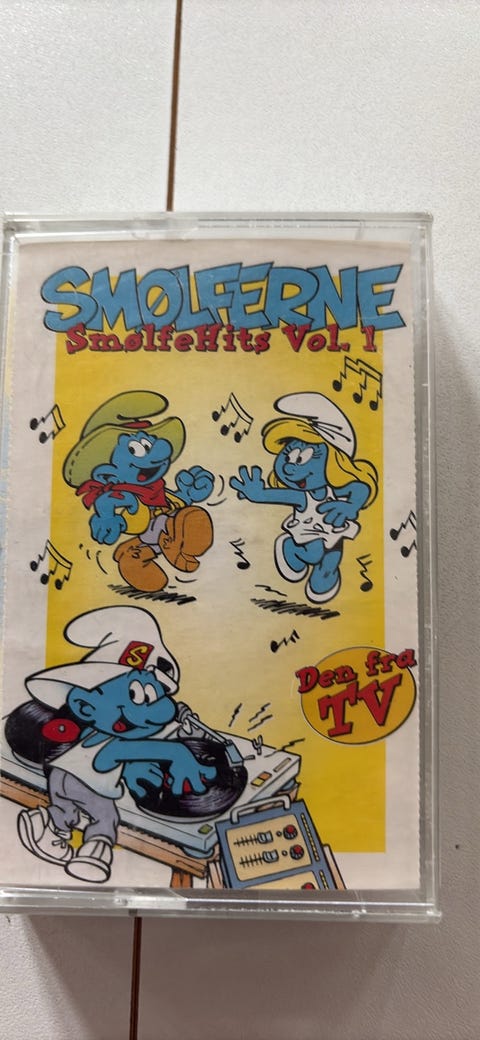 SMØLFERNE
SmølfeHits Vol. 1
S
Den fra
TV